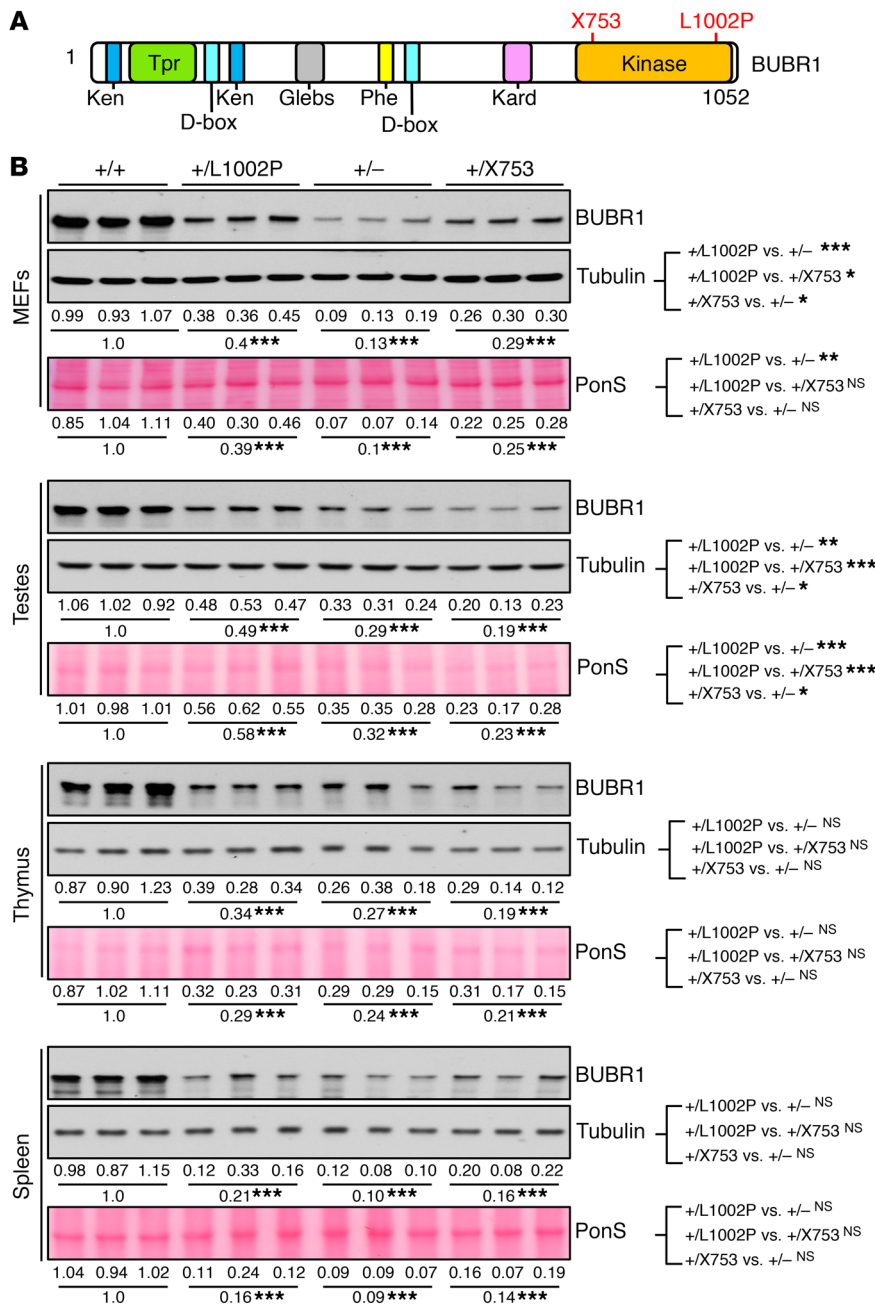 A
X753 L1002P
1 Tpr Kinase BUBR1
Ken Ken Glebs Phe Kard 1052
D-box D-box
B
+/+ +/L1002P +/– +/X753
MEFs
BUBR1
Tubulin
+/L1002P vs. +/– ***
+/L1002P vs. +/X753 *
+/X753 vs. +/– *
0.99 0.93 1.07 0.38 0.36 0.45 0.09 0.13 0.19 0.26 0.30 0.30
1.0 0.4*** 0.13*** 0.29***
PonS
+/L1002P vs. +/– **
+/L1002P vs. +/X753 NS
+/X753 vs. +/– NS
0.85 1.04 1.11 0.40 0.30 0.46 0.07 0.07 0.14 0.22 0.25 0.28
1.0 0.39*** 0.1*** 0.25***
Testes
BUBR1
Tubulin
+/L1002P vs. +/– **
+/L1002P vs. +/X753 ***
+/X753 vs. +/– *
1.06 1.02 0.92 0.48 0.53 0.47 0.33 0.31 0.24 0.20 0.13 0.23
1.0 0.49*** 0.29*** 0.19***
PonS
+/L1002P vs. +/– ***
+/L1002P vs. +/X753 ***
+/X753 vs. +/– *
1.01 0.98 1.01 0.56 0.62 0.55 0.35 0.35 0.28 0.23 0.17 0.28
1.0 0.58*** 0.32*** 0.23***
Thymus
BUBR1
Tubulin
+/L1002P vs. +/– NS
+/L1002P vs. +/X753 NS
+/X753 vs. +/– NS
0.87 0.90 1.23 0.39 0.28 0.34 0.26 0.38 0.18 0.29 0.14 0.12
1.0 0.34*** 0.27*** 0.19***
PonS
+/L1002P vs. +/– NS
+/L1002P vs. +/X753 NS
+/X753 vs. +/– NS
0.87 1.02 1.11 0.32 0.23 0.31 0.29 0.29 0.15 0.31 0.17 0.15
1.0 0.29*** 0.24*** 0.21***
Spleen
BUBR1
Tubulin
+/L1002P vs. +/– NS
+/L1002P vs. +/X753 NS
+/X753 vs. +/– NS
0.98 0.87 1.15 0.12 0.33 0.16 0.12 0.08 0.10 0.20 0.08 0.22
1.0 0.21*** 0.10*** 0.16***
PonS
+/L1002P vs. +/– NS
+/L1002P vs. +/X753 NS
+/X753 vs. +/– NS
1.04 0.94 1.02 0.11 0.24 0.12 0.09 0.09 0.07 0.16 0.07 0.19
1.0 0.16*** 0.09*** 0.14***